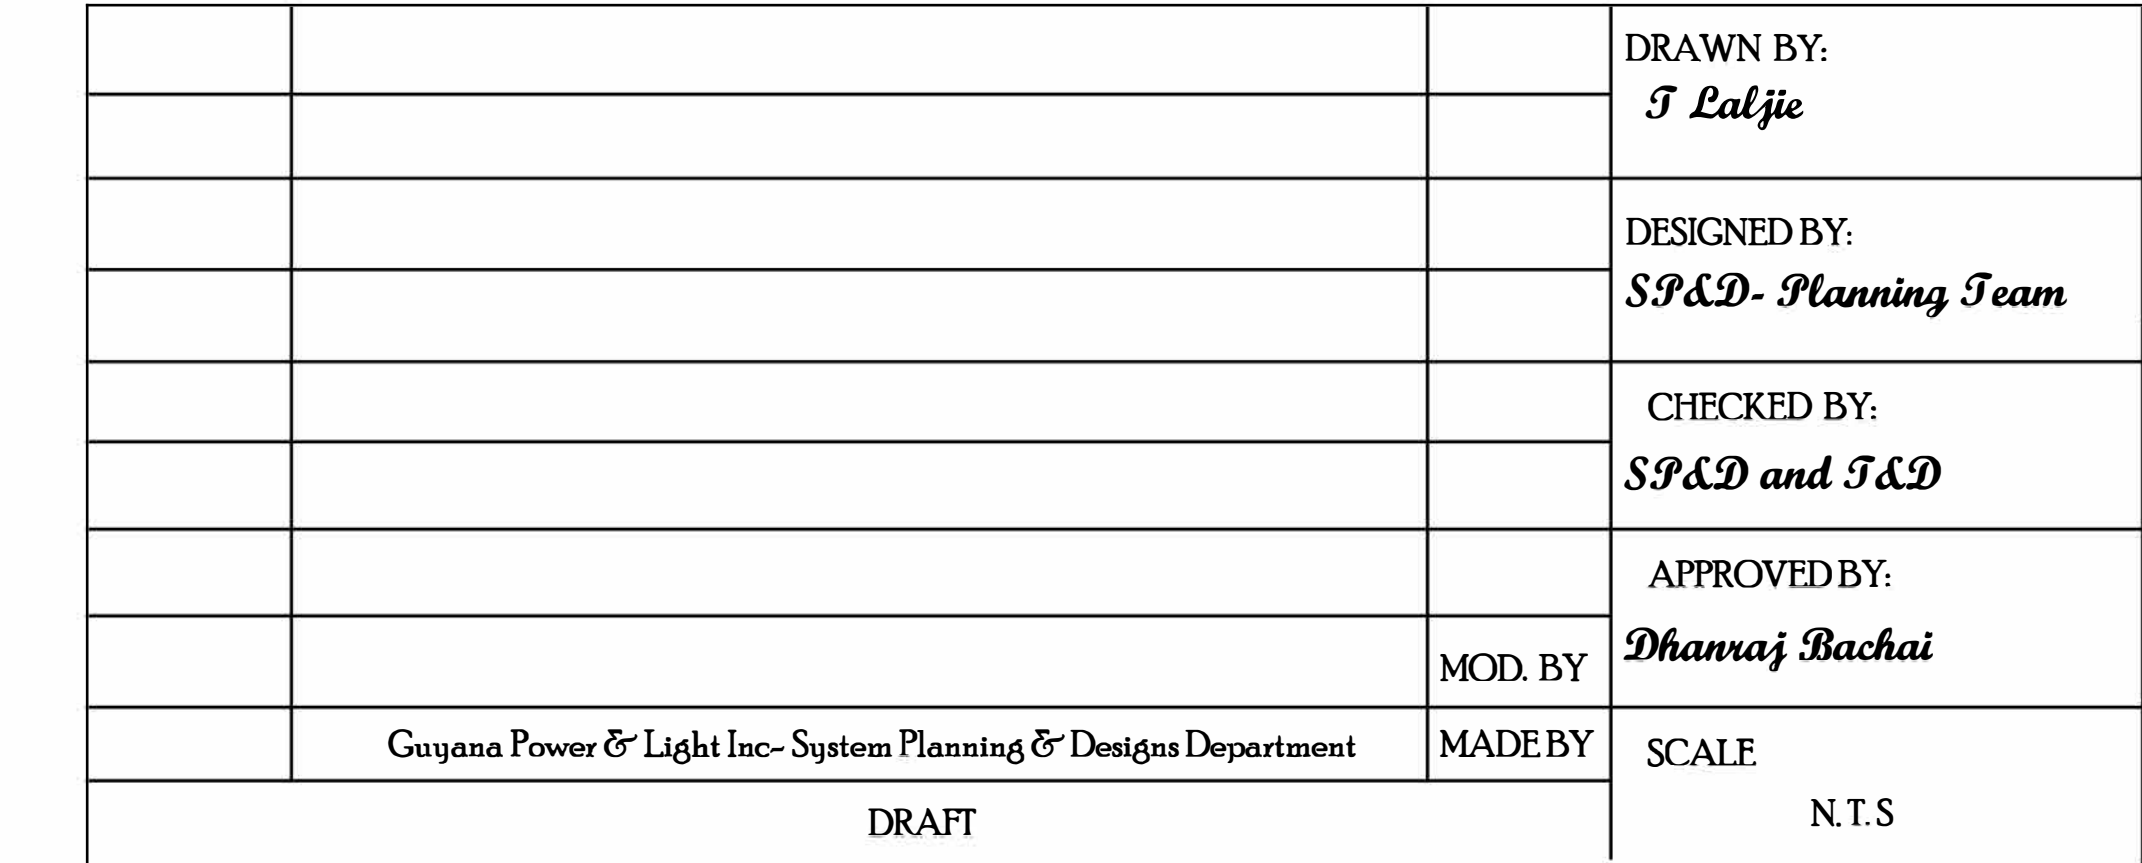 DRAWN BY:
T Laljie
DESIGNED BY:
SP&D- Planning Team
CHECKED BY:
SP&D and T&D
APPROVED BY:
Dhanraj Bachai
MOD. BY
Guyana Power & Light Inc- System Planning & Designs Department
MADE BY
SCALE
N.T.S
DRAFT